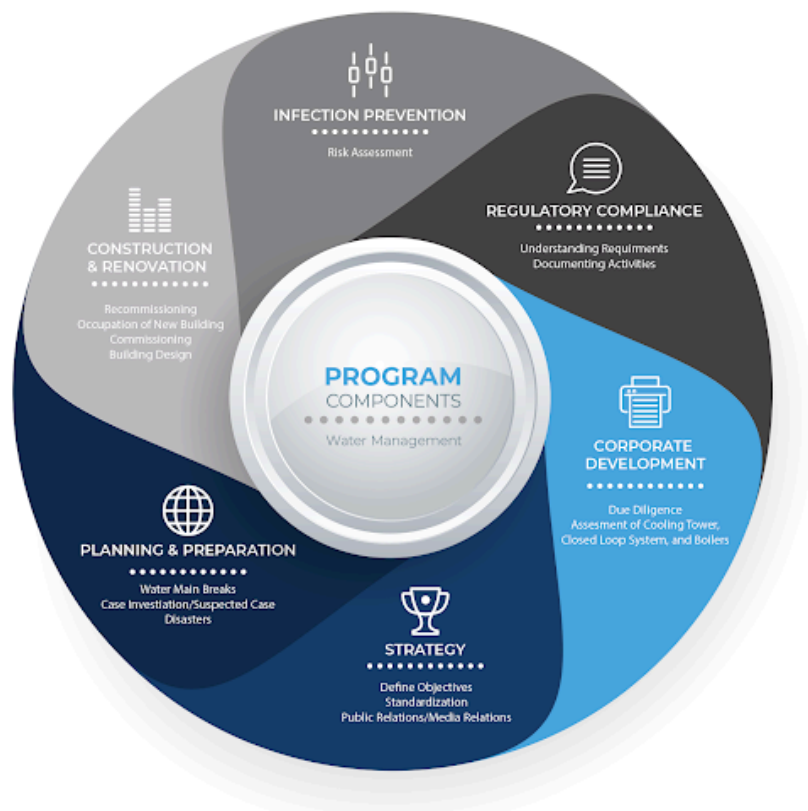 INFECTION PREVENTION
Risk Assessment
REGULATORY COMPLIANCE
Understanding Requirments
Documenting Activities
CONSTRUCTION
& RENOVATION
Recommissioning
Occupation of New Building
Commissioning
Building Design
PROGRAM
COMPONENTS
Water Management
CORPORATE
DEVELOPMENT
Due Diligence
Assesment of Cooling Tower,
Closed Loop System, and Boilers
PLANNING & PREPARATION
Water Main Breaks
Case Investiation/Suspected Case
Disasters
STRATEGY
Define Objectives
Standardization
Public Relations/Media Relations